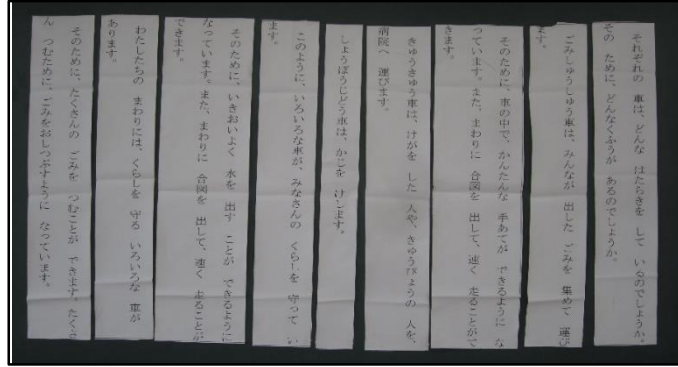 それぞれの 車は、どんな はたらきを して いるのでしょうか。
その ために、どんなくふうが あるのでしょうか。
ごみしゅうしゅう車は、みんなが 出した ごみを 集めて 運び
ます。
そのために、車の中で、かんたんな 手あてが できるように な
っています。また、まわりに 合図を 出して、速く 走ることがで
きます。
きゅうきゅう車は、けがを した 人や、きゅうびょうの 人を、
病院へ 運びます。
しょうぼうじどう車は、かじを けします。
このように、いろいろな車が、みなさんの くらしを 守って い
ます。
そのために、いきおいよく 水を 出す ことが できるように
なっています。また、まわりに 合図を 出して、速く 走ることが
できます。
わたしたちの まわりには、くらしを 守る いろいろな 車が
あります。
そのために、たくさんの ごみを つむことが できます。たくさ
ん つむために、ごみをおしつぶすように なっています。